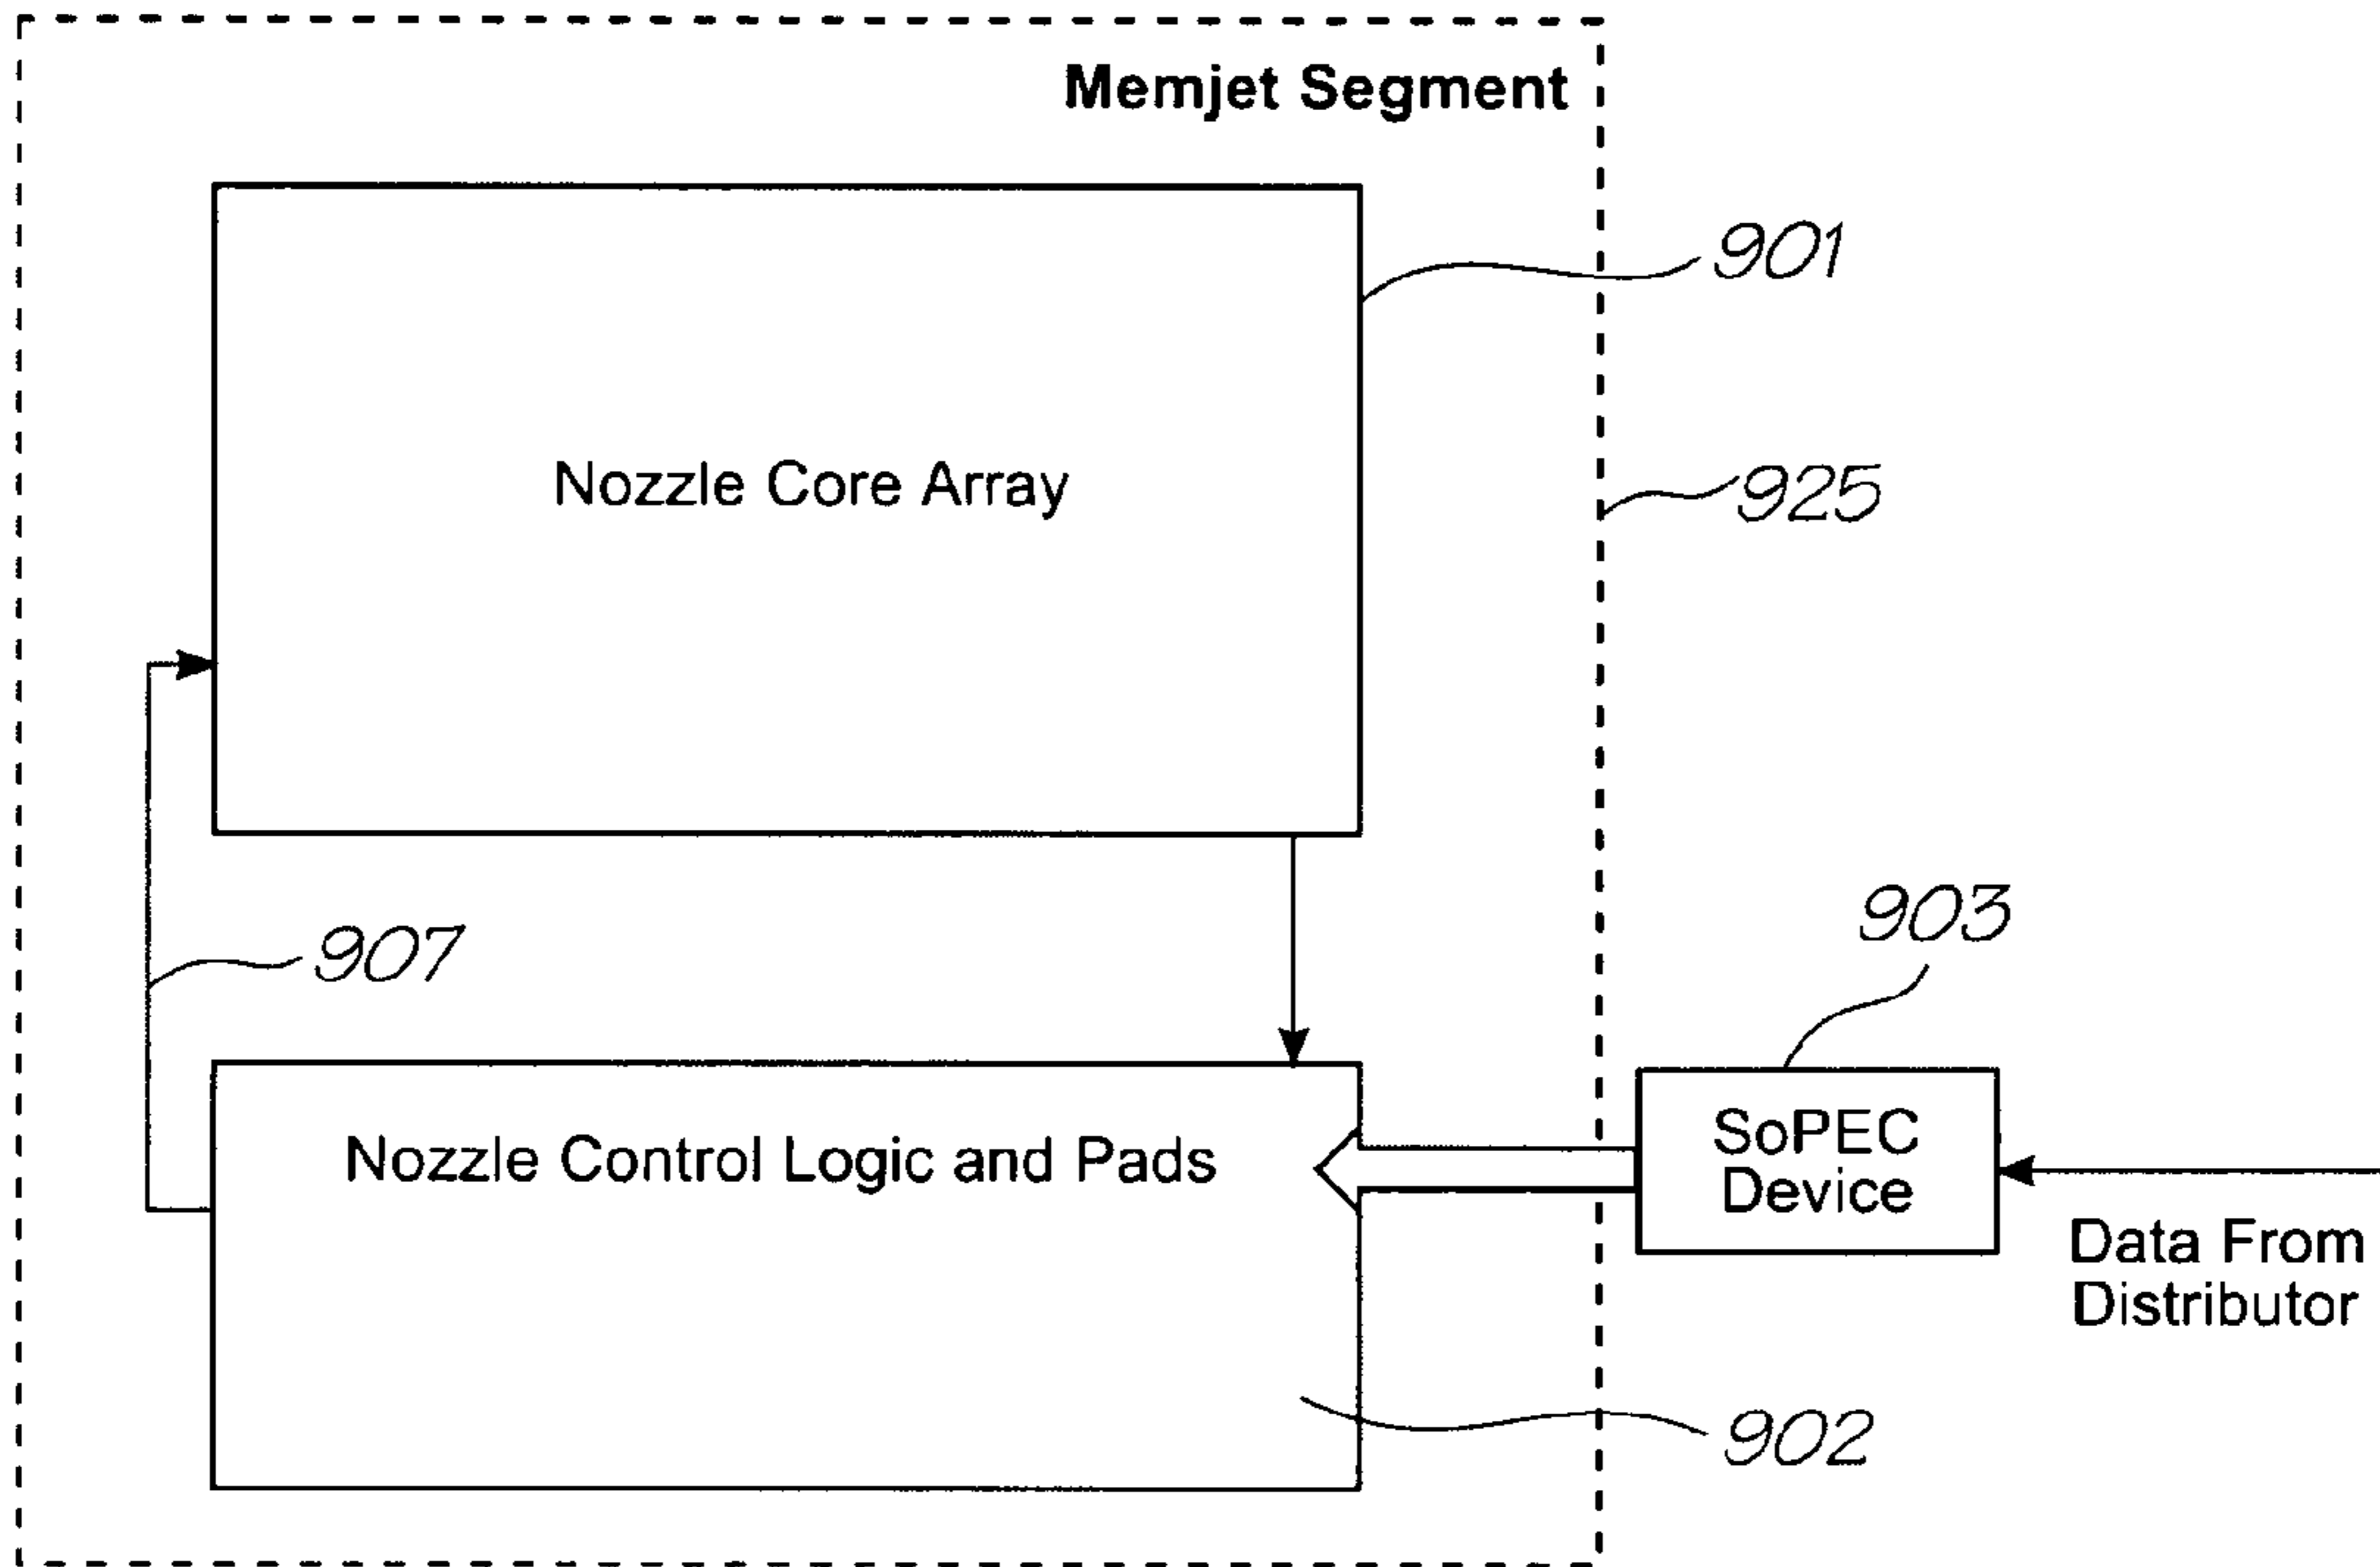 Memjet Segment
901
Nozzle Core Array
925
903
907
SoPEC
Device
Nozzle Control Logic and Pads
Data From
Distributor
902